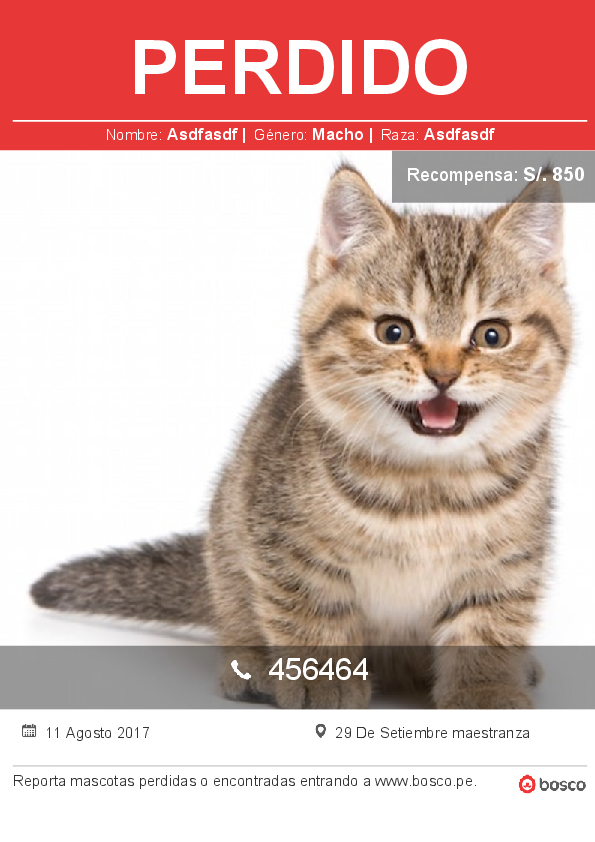 PERDIDO
Nombre: Asdfasdf | Género: Macho | Raza: Asdfasdf
Recompensa: S/. 850
456464
11 Agosto 2017
29 De Setiembre maestranza
Reporta mascotas perdidas o encontradas entrando a www.bosco.pe.
bosco